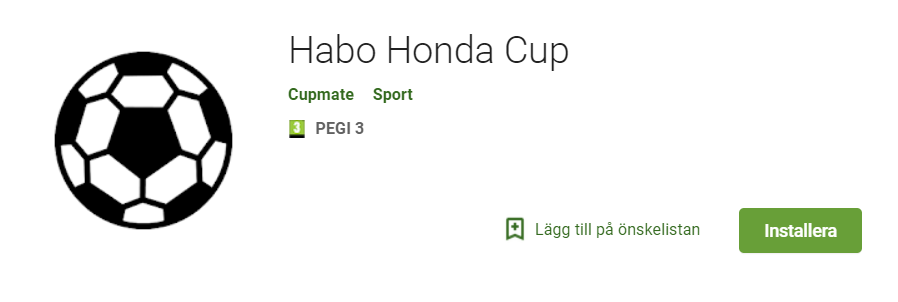 Habo Honda Cup
Cupmate Sport
3 PEGI 3
Lägg till på önskelistan Installera